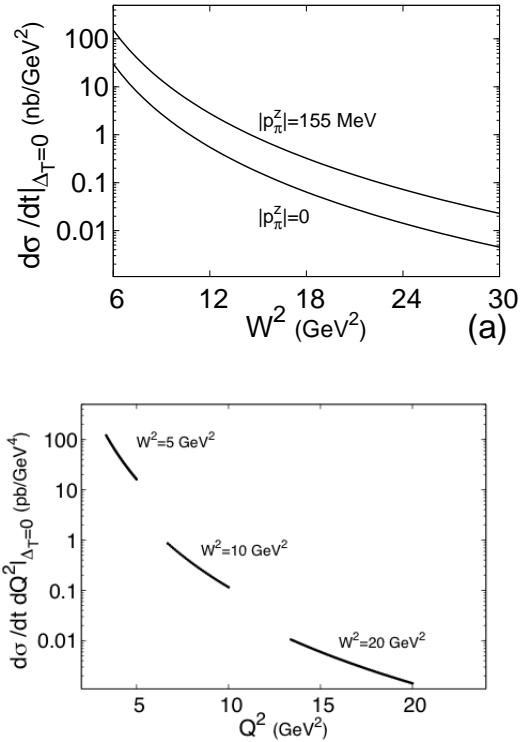 dσ /dt|Δ_T=0 (nb/GeV²)
100
10
1
0.1
0.01
|p_π^z|=155 MeV
|p_π^z|=0
6 12 18 24 30
W² (GeV²) (a)
dσ /dt dQ²|Δ_T=0 (pb/GeV⁴)
100
10
1
0.1
0.01
W²=5 GeV²
W²=10 GeV²
W²=20 GeV²
5 10 15 20
Q² (GeV²)